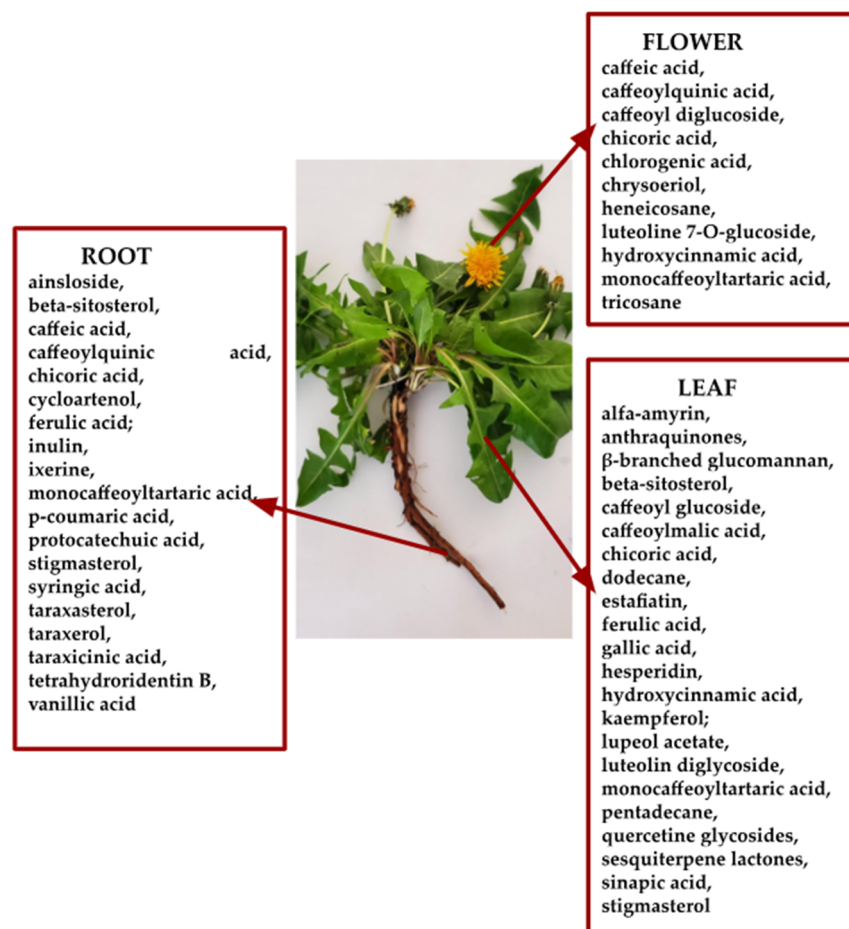 FLOWER
caffeic acid,
caffeoylquinic acid,
caffeoyl diglucoside,
chicoric acid,
chlorogenic acid,
chrysoeriol,
heneicosane,
luteoline 7-O-glucoside,
hydroxycinnamic acid,
monocaffeoyltartaric acid,
tricosane
ROOT
ainsloside,
beta-sitosterol,
caffeic acid,
caffeoylquinic acid,
chicoric acid,
cycloartenol,
ferulic acid;
inulin,
ixerine,
monocaffeoyltartaric acid,
p-coumaric acid,
protocatechuic acid,
stigmasterol,
syringic acid,
taraxasterol,
taraxerol,
taraxicinic acid,
tetrahydroridentin B,
vanillic acid
LEAF
alfa-amyrin,
anthraquinones,
β-branched glucomannan,
beta-sitosterol,
caffeoyl glucoside,
caffeoylmalic acid,
chicoric acid,
dodecane,
estafiatin,
ferulic acid,
gallic acid,
hesperidin,
hydroxycinnamic acid,
kaempferol;
lupeol acetate,
luteolin diglycoside,
monocaffeoyltartaric acid,
pentadecane,
quercetine glycosides,
sesquiterpene lactones,
sinapic acid,
stigmasterol